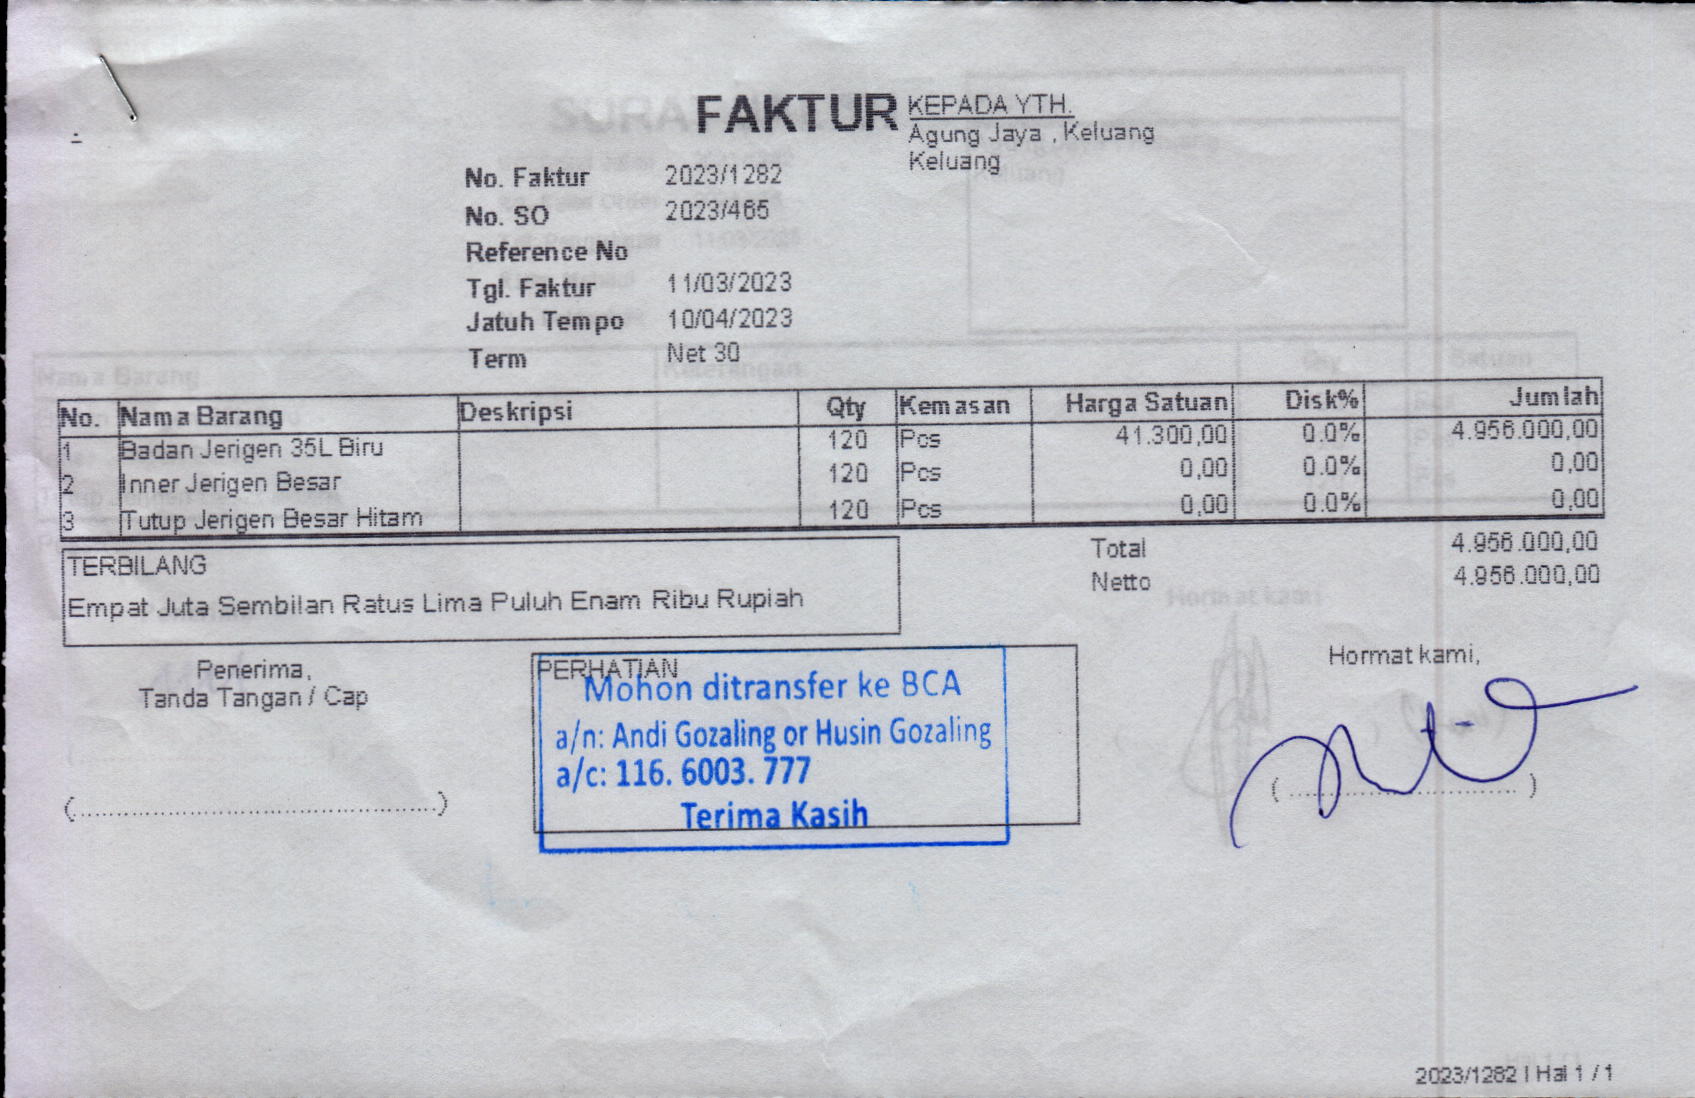 FAKTUR
KEPADA YTH.
Agung Jaya , Keluang
Keluang
No. Faktur 2023/1282
No. SO 2023/465
Reference No
Tgl. Faktur 11/03/2023
Jatuh Tempo 10/04/2023
Term Net 30
No. Nama Barang Deskripsi Qty Kemasan Harga Satuan Disk% Jumlah
1 Badan Jerigen 35L Biru 120 Pcs 41.300,00 0.0% 4.956.000,00
2 Inner Jerigen Besar 120 Pcs 0,00 0.0% 0,00
3 Tutup Jerigen Besar Hitam 120 Pcs 0,00 0.0% 0,00
Total 4.956.000,00
Netto 4.956.000,00
TERBILANG
Empat Juta Sembilan Ratus Lima Puluh Enam Ribu Rupiah
Penerima,
Tanda Tangan / Cap
(........................................)
PERHATIAN
Mohon ditransfer ke BCA
a/n: Andi Gozaling or Husin Gozaling
a/c: 116. 6003. 777
Terima Kasih
Hormat kami,
(........................)
2023/1282 | Hal 1 / 1